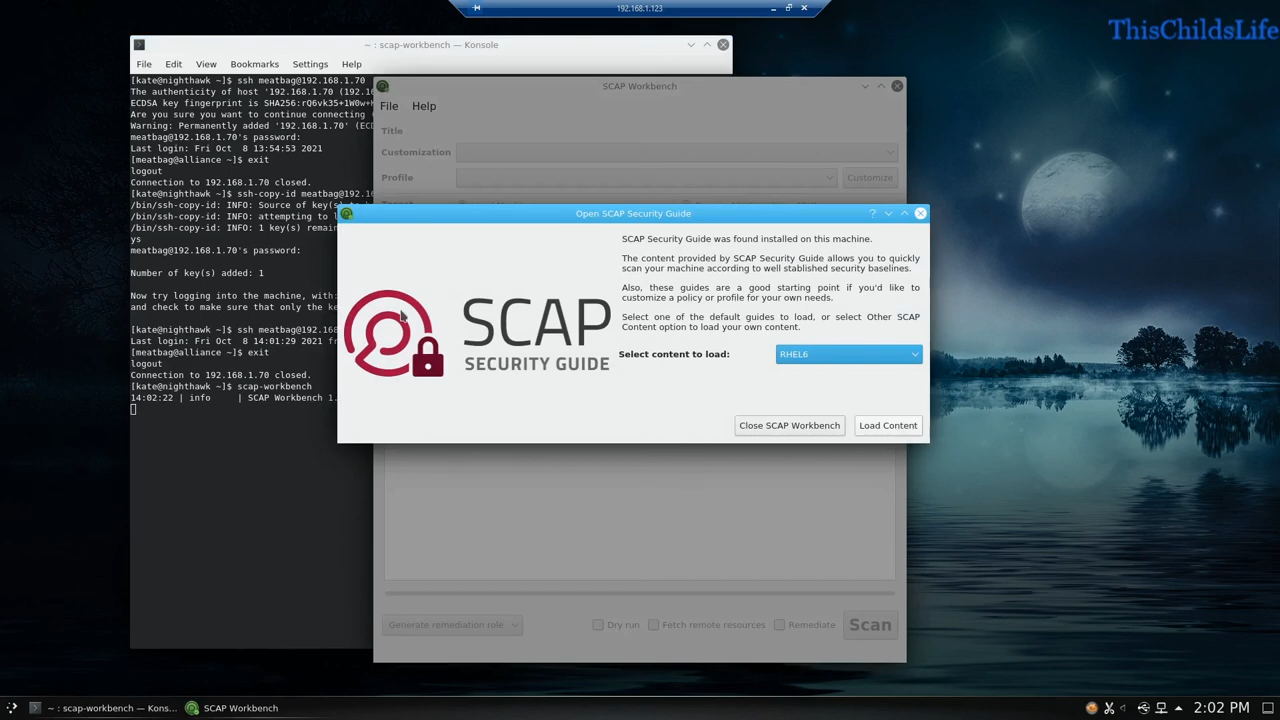 192.168.1.123
ThisChildsLife
~ : scap-workbench — Konsole
File Edit View Bookmarks Settings Help
[kate@nighthawk ~]$ ssh meatbag@192.168.1.70
The authenticity of host '192.168.1.70 (192.16
ECDSA key fingerprint is SHA256:rQ6vk35+1W0w+H
Are you sure you want to continue connecting (
Warning: Permanently added '192.168.1.70' (ECD
meatbag@192.168.1.70's password:
Last login: Fri Oct  8 13:54:53 2021
[meatbag@alliance ~]$ exit
logout
Connection to 192.168.1.70 closed.
[kate@nighthawk ~]$ ssh-copy-id meatbag@192.16
/bin/ssh-copy-id: INFO: Source of key(s)
/bin/ssh-copy-id: INFO: attempting to l
/bin/ssh-copy-id: INFO: 1 key(s) remain
ys
meatbag@192.168.1.70's password:
Number of key(s) added: 1
Now try logging into the machine, with:
and check to make sure that only the ke
[kate@nighthawk ~]$ ssh meatbag@192.168
Last login: Fri Oct  8 14:01:29 2021 fr
[meatbag@alliance ~]$ exit
logout
Connection to 192.168.1.70 closed.
[kate@nighthawk ~]$ scap-workbench
14:02:22 | info     | SCAP Workbench 1.
SCAP Workbench
File Help
Title
Customization
Profile Customize
Open SCAP Security Guide
SCAP Security Guide was found installed on this machine.
The content provided by SCAP Security Guide allows you to quickly
scan your machine according to well stablished security baselines.
Also, these guides are a good starting point if you'd like to
customize a policy or profile for your own needs.
Select one of the default guides to load, or select Other SCAP
Content option to load your own content.
SCAP
SECURITY GUIDE
Select content to load: RHEL6
Close SCAP Workbench Load Content
Generate remediation role Dry run Fetch remote resources Remediate Scan
~ : scap-workbench — Kons... SCAP Workbench 2:02 PM